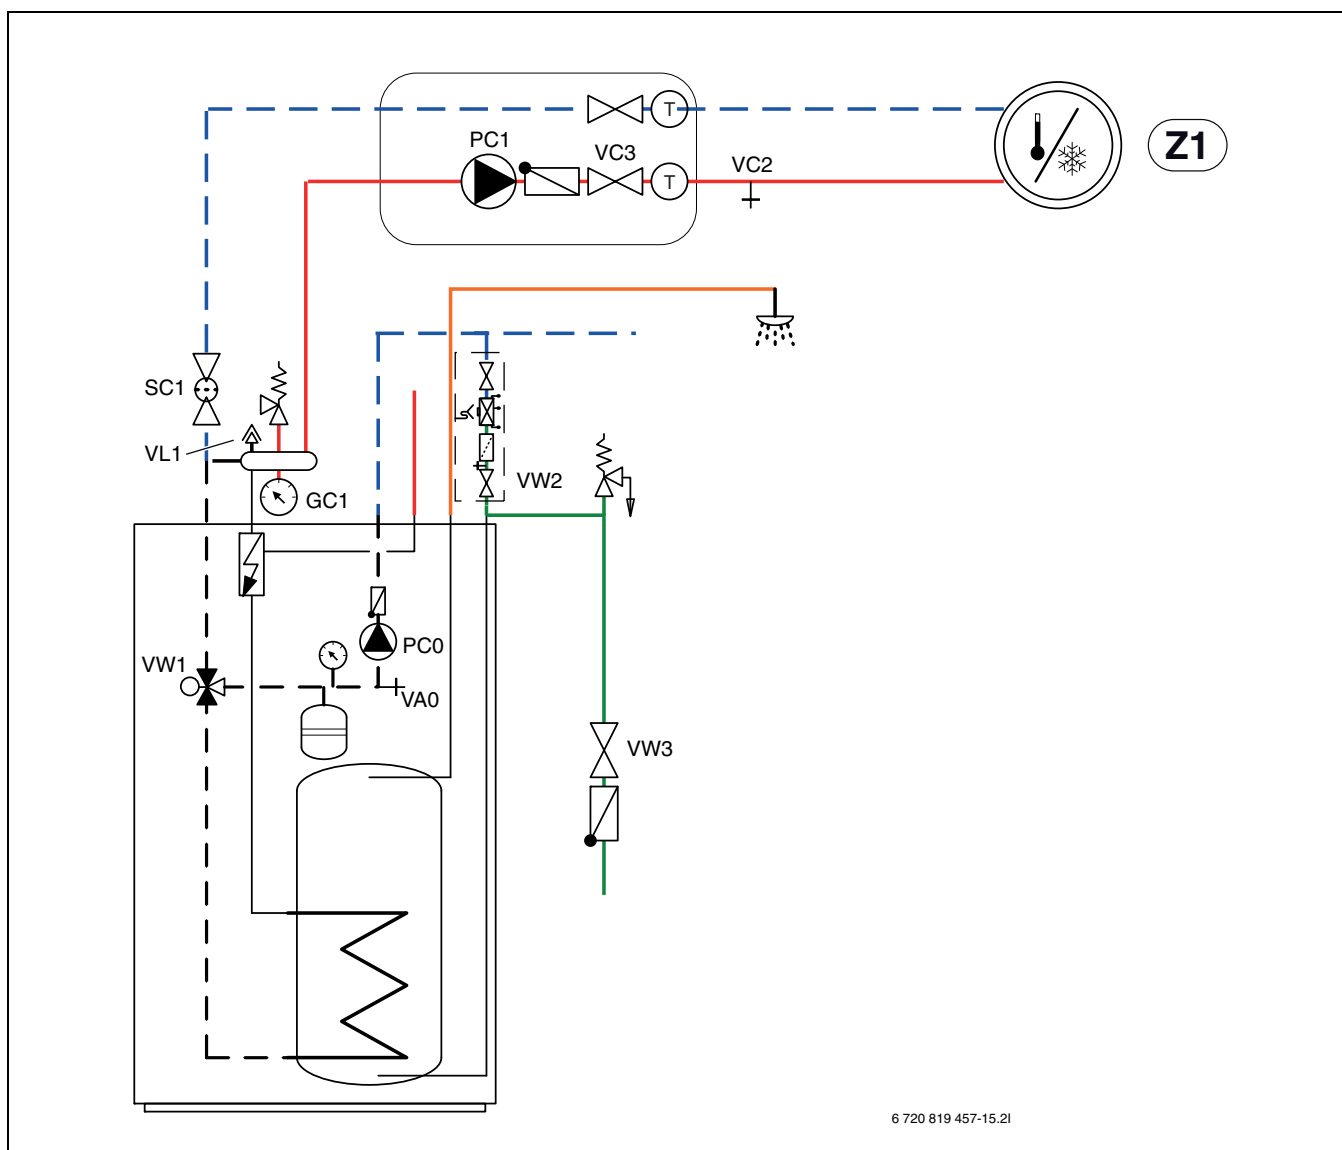 T
PC1
VC3
T
VC2
Z1
SC1
VL1
GC1
VW2
PC0
VW1
VA0
VW3
6 720 819 457-15.2I